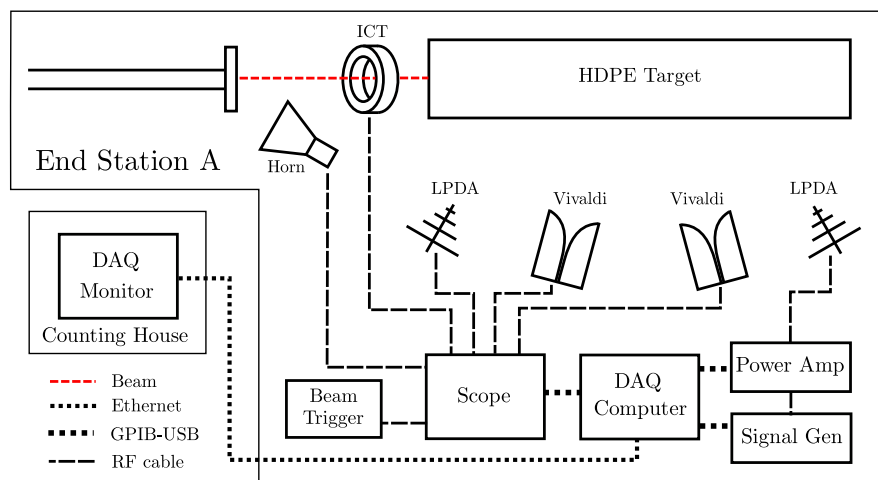 ICT
HDPE Target
End Station A
Horn
LPDA
Vivaldi
Vivaldi
LPDA
DAQ
Monitor
Counting House
Power Amp
Beam
Trigger
Scope
DAQ
Computer
Signal Gen
Beam
Ethernet
GPIB-USB
RF cable